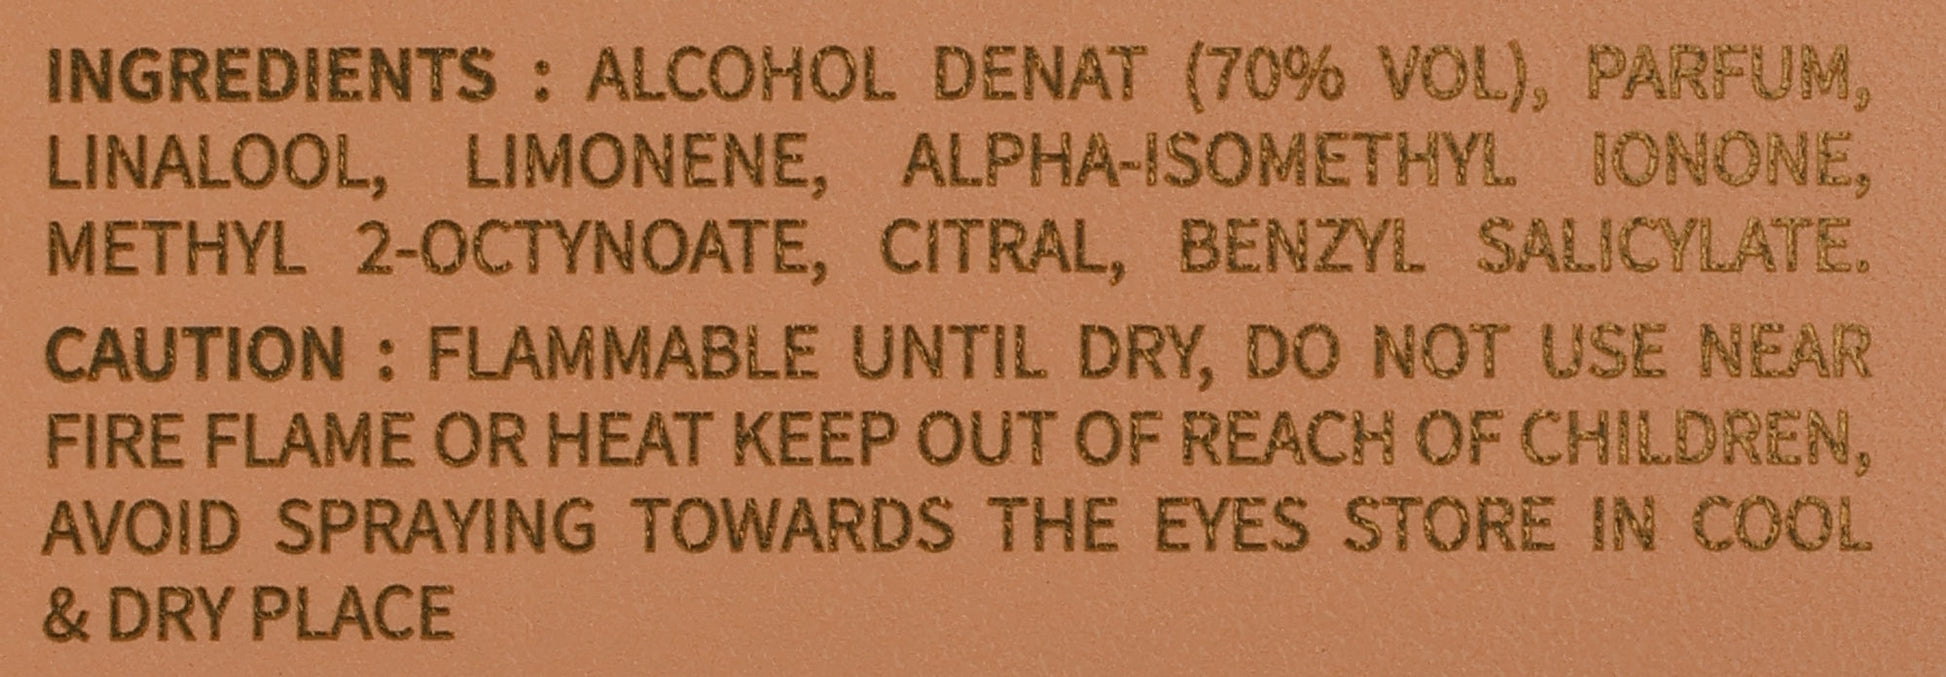 INGREDIENTS : ALCOHOL DENAT (70% VOL), PARFUM,
LINALOOL, LIMONENE, ALPHA-ISOMETHYL IONONE,
METHYL 2-OCTYNOATE, CITRAL, BENZYL SALICYLATE.
CAUTION : FLAMMABLE UNTIL DRY, DO NOT USE NEAR
FIRE FLAME OR HEAT KEEP OUT OF REACH OF CHILDREN,
AVOID SPRAYING TOWARDS THE EYES STORE IN COOL
& DRY PLACE